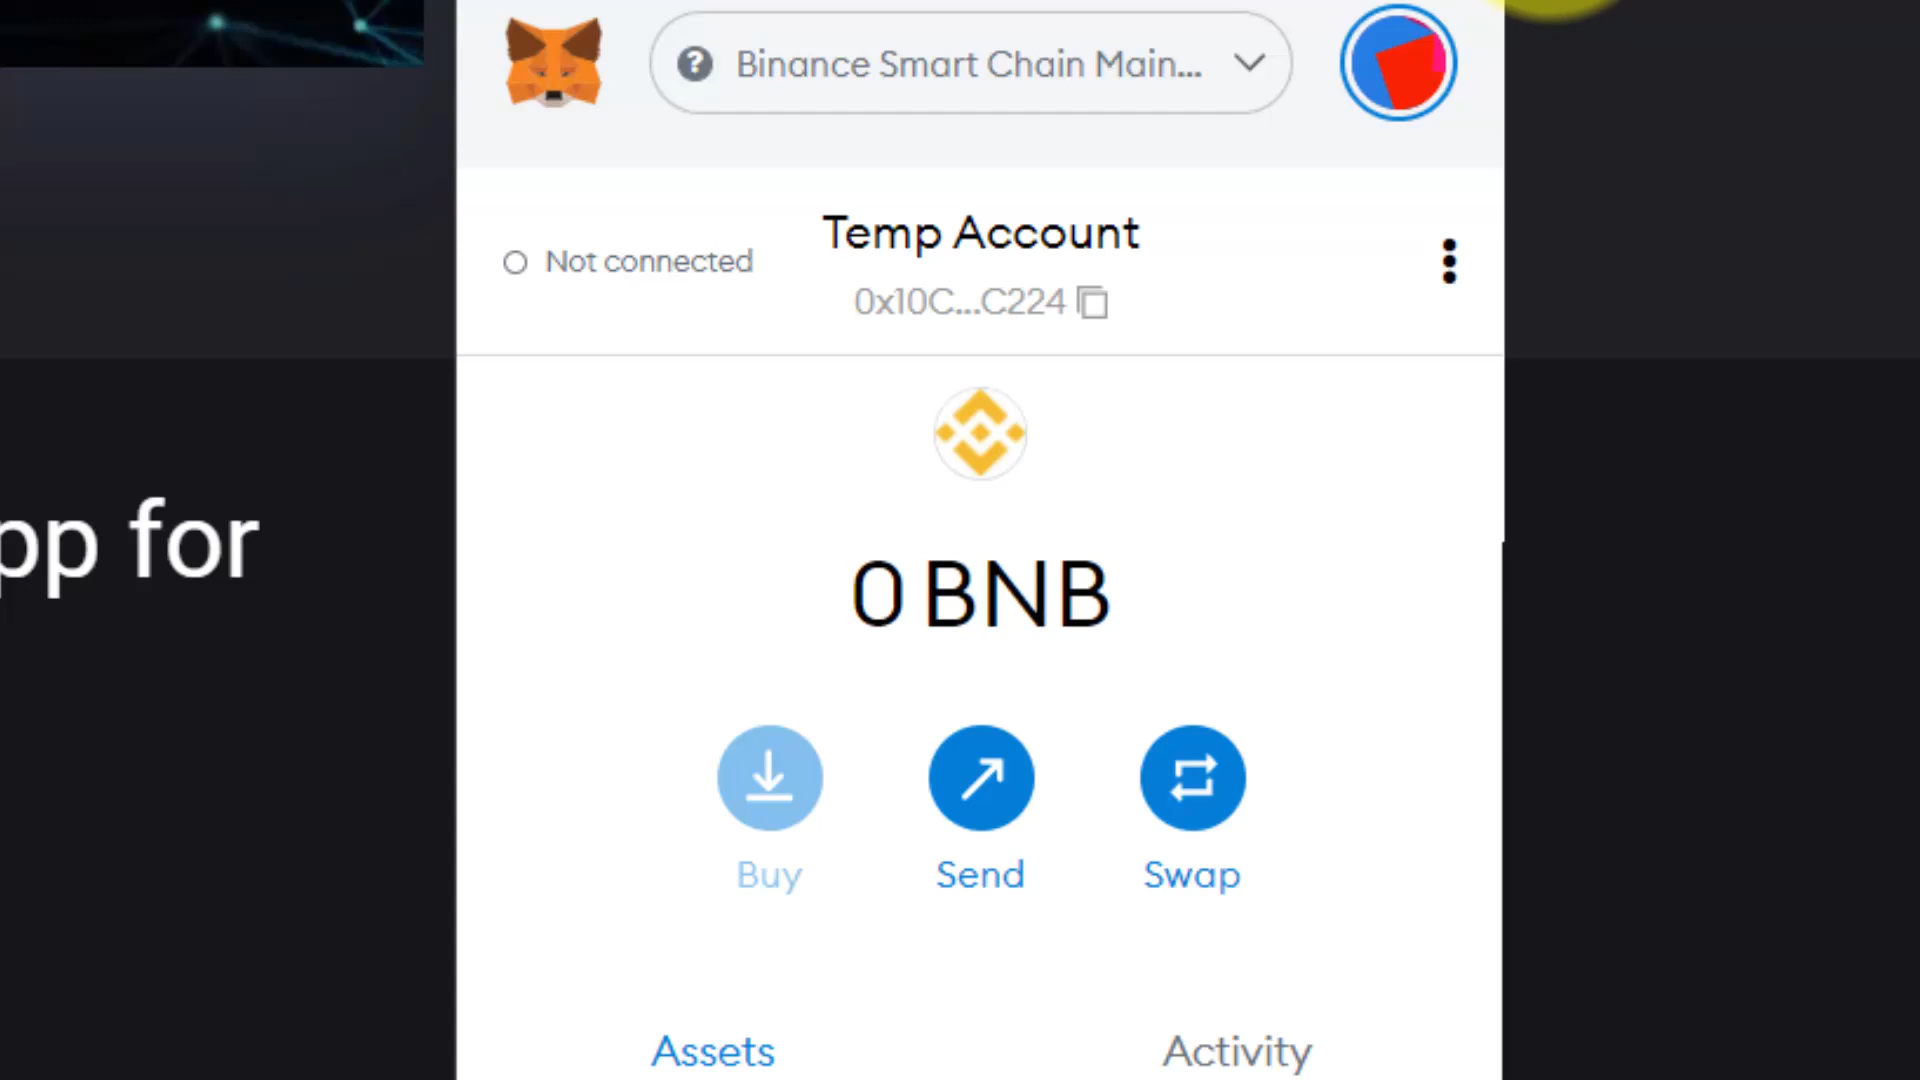 Binance Smart Chain Main...
Temp Account
Not connected
0x10C...C224
pp for
0 BNB
Buy
Send
Swap
Assets
Activity